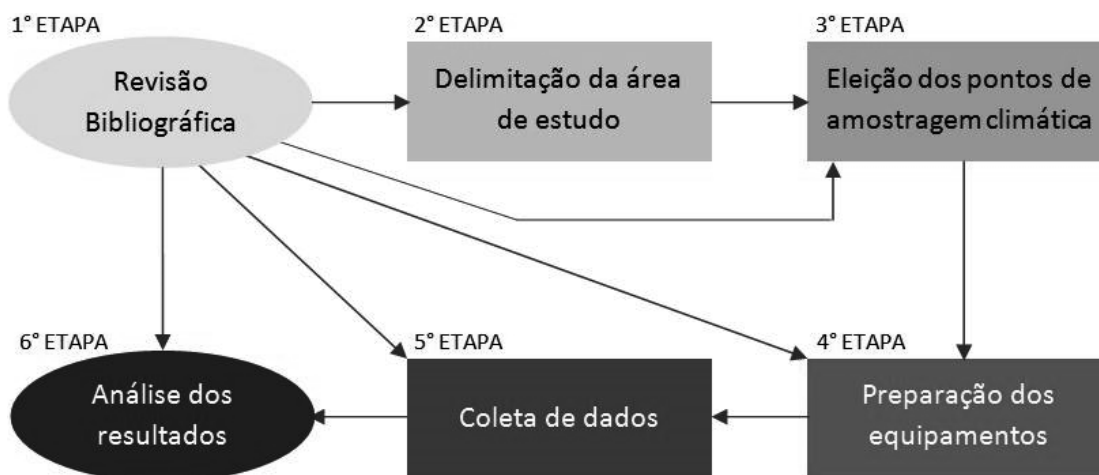 1° ETAPA
Revisão
Bibliográfica
2° ETAPA
Delimitação da área
de estudo
3° ETAPA
Eleição dos pontos de
amostragem climática
6° ETAPA
Análise dos
resultados
5° ETAPA
Coleta de dados
4° ETAPA
Preparação dos
equipamentos